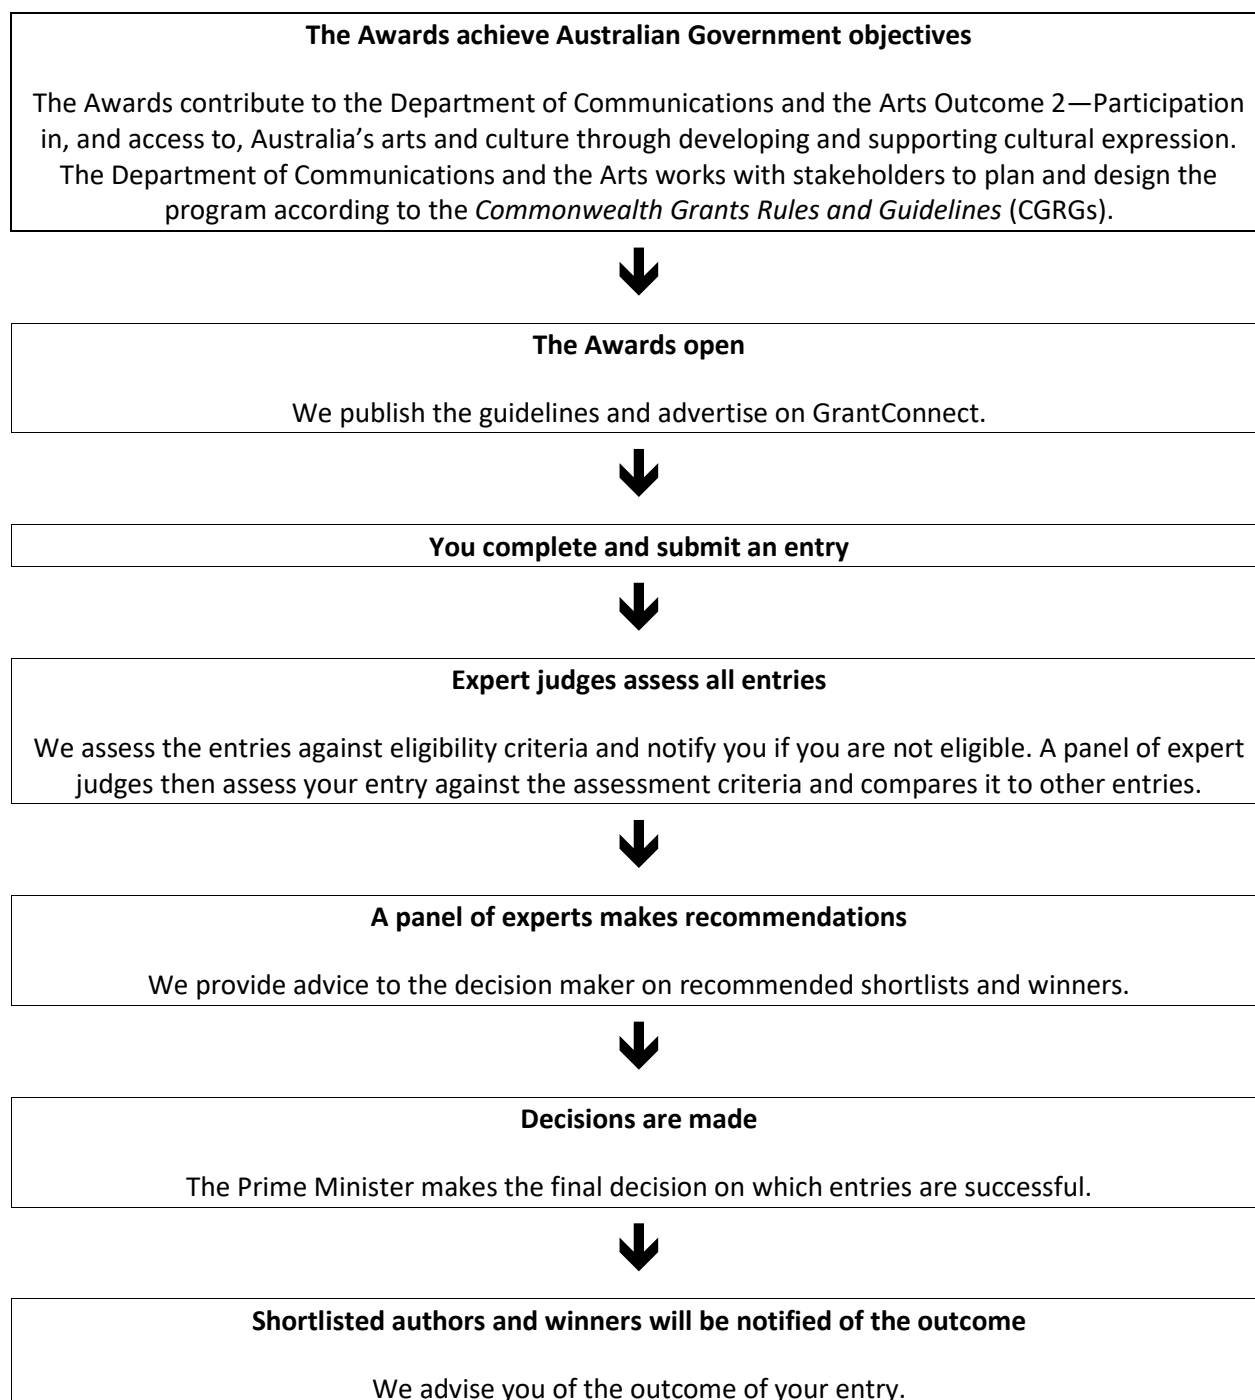 The Awards achieve Australian Government objectives
The Awards contribute to the Department of Communications and the Arts Outcome 2—Participation
in, and access to, Australia’s arts and culture through developing and supporting cultural expression.
The Department of Communications and the Arts works with stakeholders to plan and design the
program according to the Commonwealth Grants Rules and Guidelines (CGRGs).
The Awards open
We publish the guidelines and advertise on GrantConnect.
You complete and submit an entry
Expert judges assess all entries
We assess the entries against eligibility criteria and notify you if you are not eligible. A panel of expert
judges then assess your entry against the assessment criteria and compares it to other entries.
A panel of experts makes recommendations
We provide advice to the decision maker on recommended shortlists and winners.
Decisions are made
The Prime Minister makes the final decision on which entries are successful.
Shortlisted authors and winners will be notified of the outcome
We advise you of the outcome of your entry.